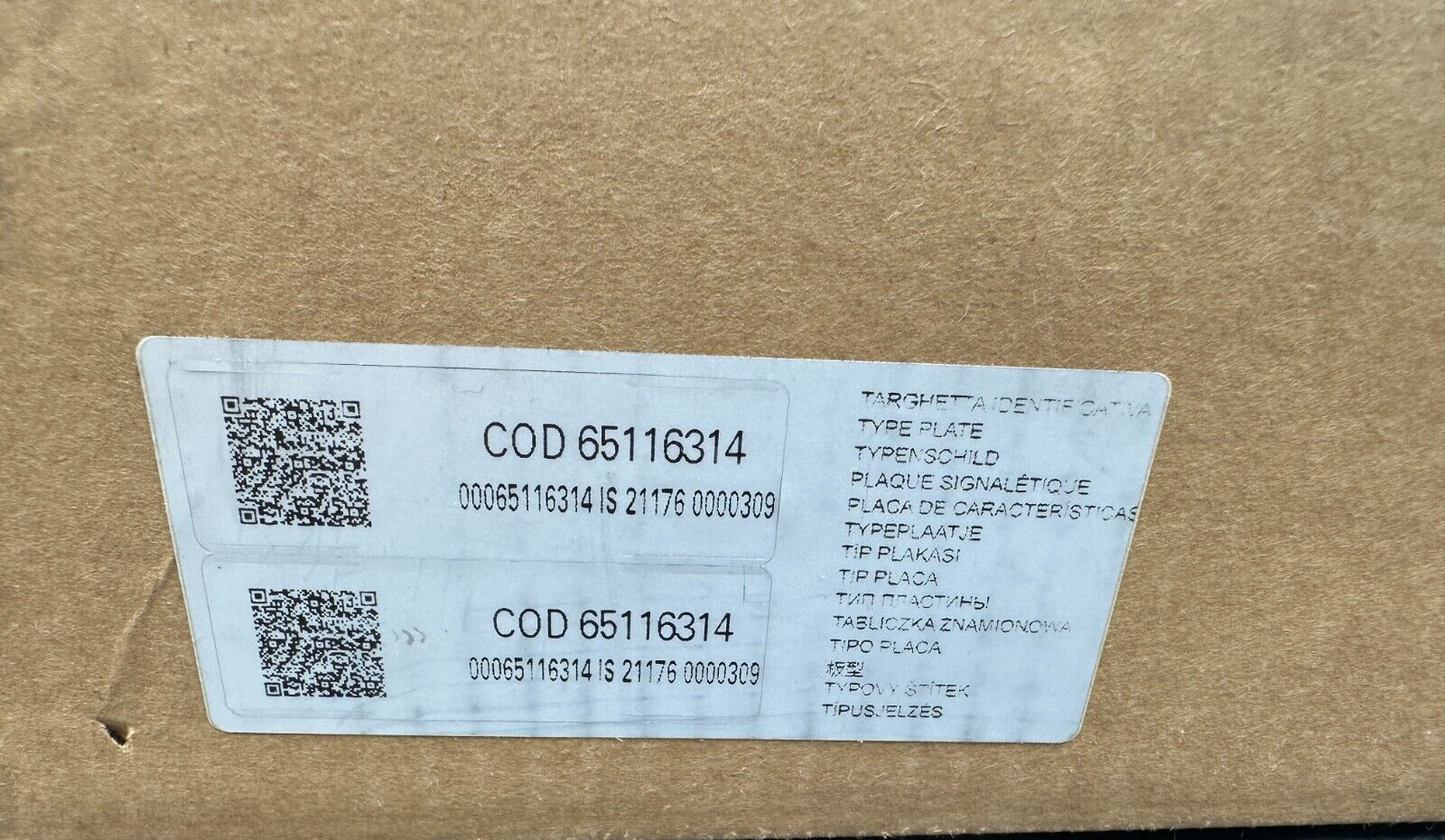 COD 65116314
00065116314 IS 21176 0000309
COD 65116314
00065116314 IS 21176 0000309
TARGHETTA IDENTIFICATIVA
TYPE PLATE
TYPENSCHILD
PLAQUE SIGNALÉTIQUE
PLACA DE CARACTERÍSTICAS
TYPEPLAATJE
TİP PLAKASI
TIP PLACA
ТИП ПЛАСТИНЫ
TABLICZKA ZNAMIONOWA
TIPO PLACA
板型
TYPOVÝ ŠTÍTEK
TÍPUSJELZÉS